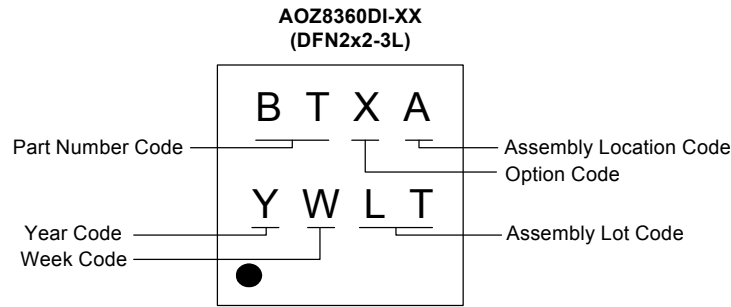 AOZ8360DI-XX
(DFN2x2-3L)
B T X A
Part Number Code
Assembly Location Code
Option Code
Y W L T
Year Code
Assembly Lot Code
Week Code